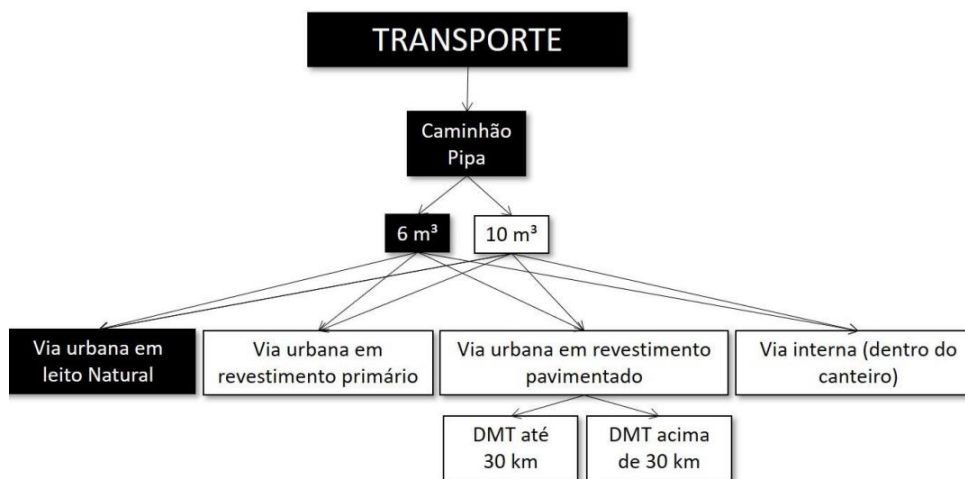 TRANSPORTE
Caminhão
Pipa
6 m³
10 m³
Via urbana em
leito Natural
Via urbana em
revestimento primário
Via urbana em revestimento
pavimentado
Via interna (dentro do
canteiro)
DMT até
30 km
DMT acima
de 30 km